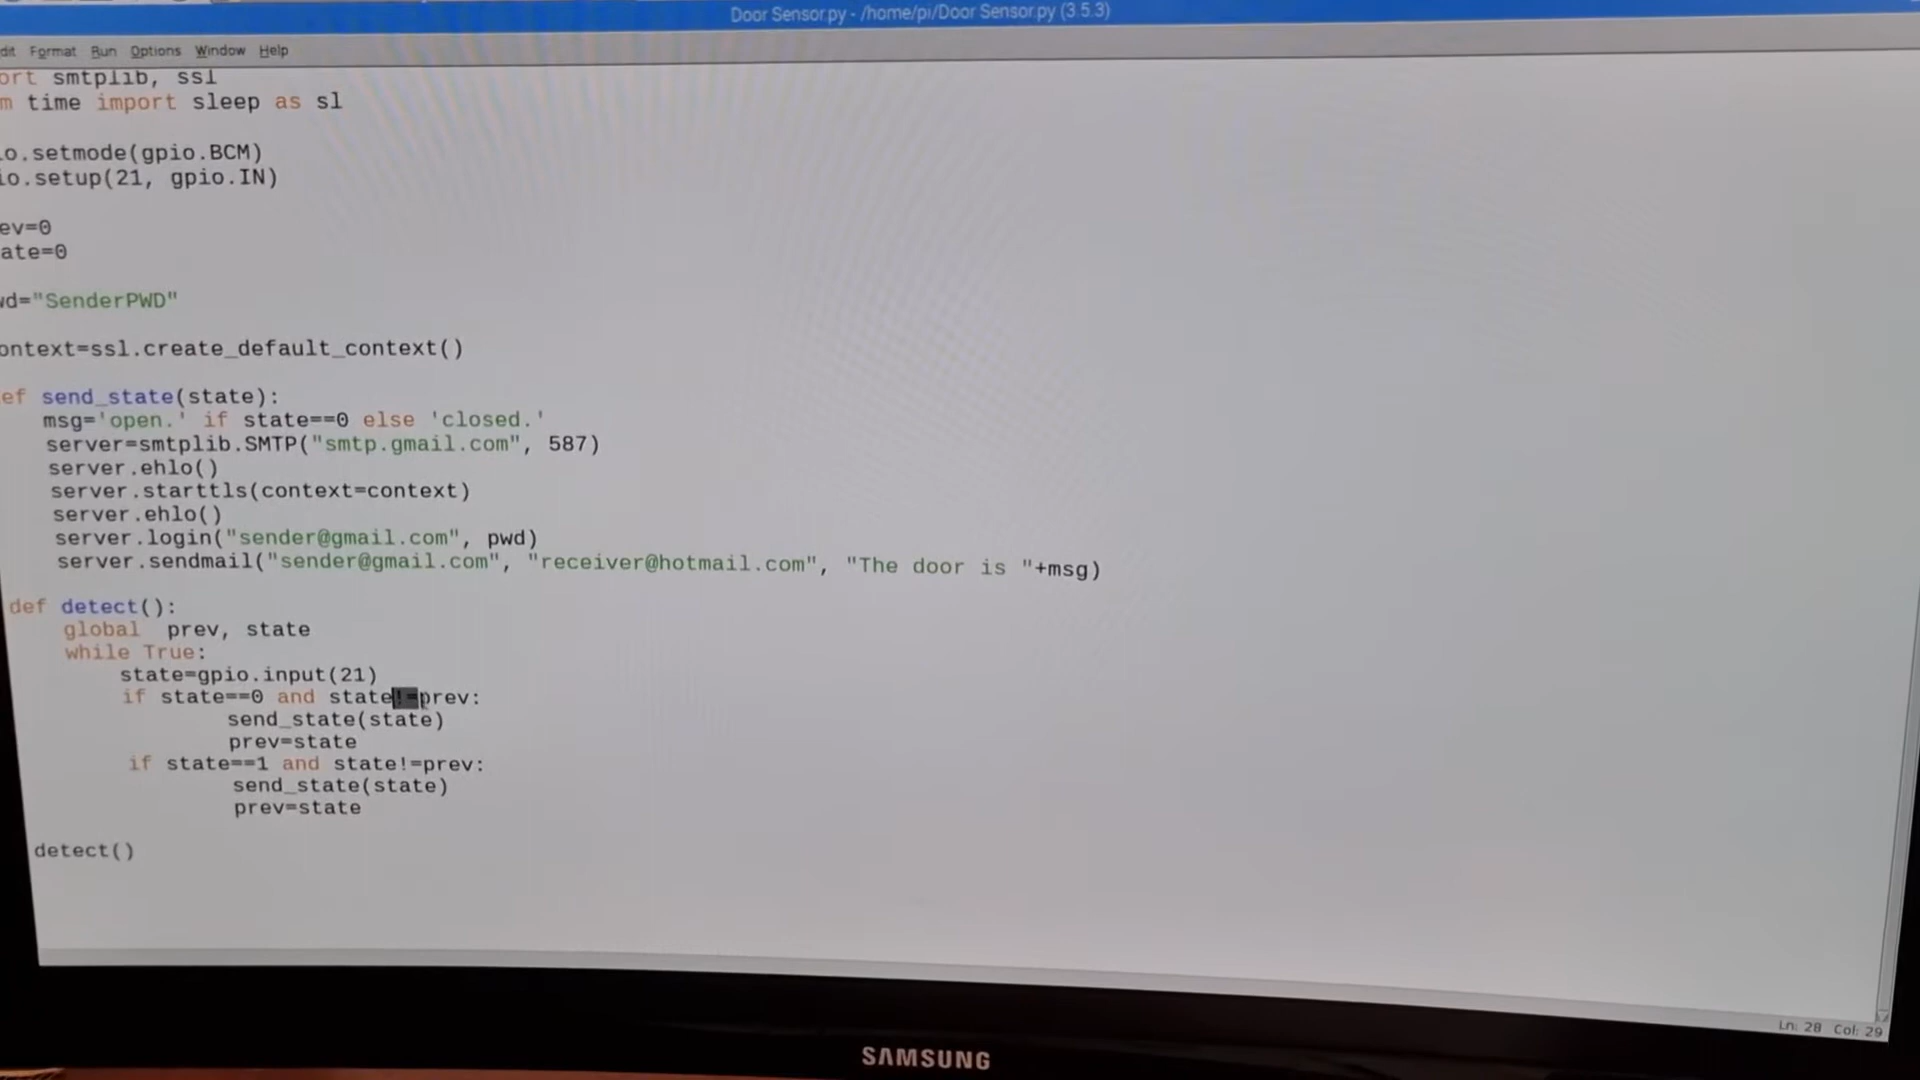 Door Sensor.py - /home/pi/Door Sensor.py (3.5.3)
dit Format Run Options Window Help
ort smtplib, ssl
m time import sleep as sl
io.setmode(gpio.BCM)
io.setup(21, gpio.IN)
ev=0
ate=0
wd="SenderPWD"
ontext=ssl.create_default_context()
ef send_state(state):
msg='open.' if state==0 else 'closed.'
server=smtplib.SMTP("smtp.gmail.com", 587)
server.ehlo()
server.starttls(context=context)
server.ehlo()
server.login("sender@gmail.com", pwd)
server.sendmail("sender@gmail.com", "receiver@hotmail.com", "The door is "+msg)
def detect():
global prev, state
while True:
state=gpio.input(21)
if state==0 and state!=prev:
send_state(state)
prev=state
if state==1 and state!=prev:
send_state(state)
prev=state
detect()
Ln: 28 Col: 29
SAMSUNG